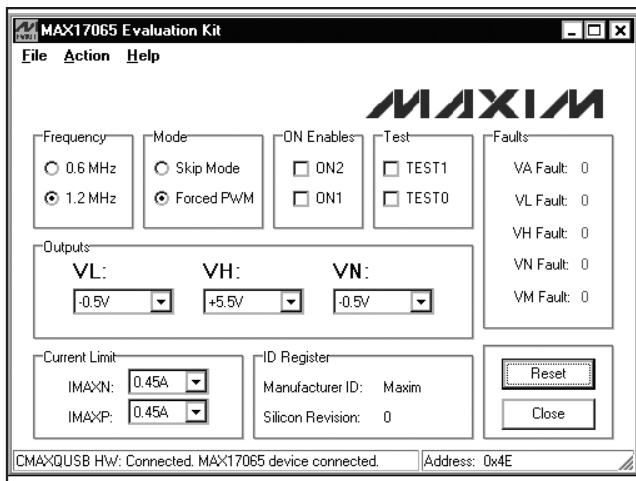 MAX17065 Evaluation Kit
File Action Help
MAXIM
Frequency
0.6 MHz
1.2 MHz
Mode
Skip Mode
Forced PWM
ON Enables
ON2
ON1
Test
TEST1
TEST0
Faults
VA Fault: 0
VL Fault: 0
VH Fault: 0
VN Fault: 0
VM Fault: 0
Outputs
VL: VH: VN:
-0.5V +5.5V -0.5V
Current Limit
IMAXN: 0.45A
IMAXP: 0.45A
ID Register
Manufacturer ID: Maxim
Silicon Revision: 0
Reset
Close
CMAXQUSB HW: Connected. MAX17065 device connected. Address: 0x4E